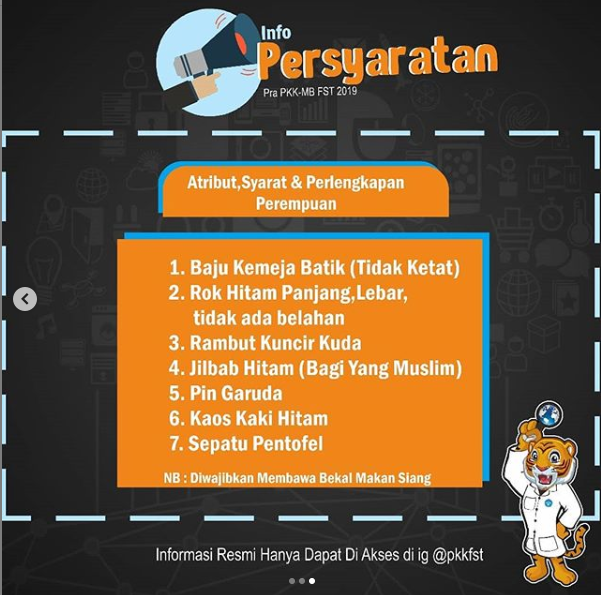 Info
Persyaratan
Pra PKK-MB FST 2019
Atribut,Syarat & Perlengkapan
Perempuan
1. Baju Kemeja Batik (Tidak Ketat)
2. Rok Hitam Panjang,Lebar,
tidak ada belahan
3. Rambut Kuncir Kuda
4. Jilbab Hitam (Bagi Yang Muslim)
5. Pin Garuda
6. Kaos Kaki Hitam
7. Sepatu Pentofel
NB : Diwajibkan Membawa Bekal Makan Siang
Informasi Resmi Hanya Dapat Di Akses di ig @pkkfst